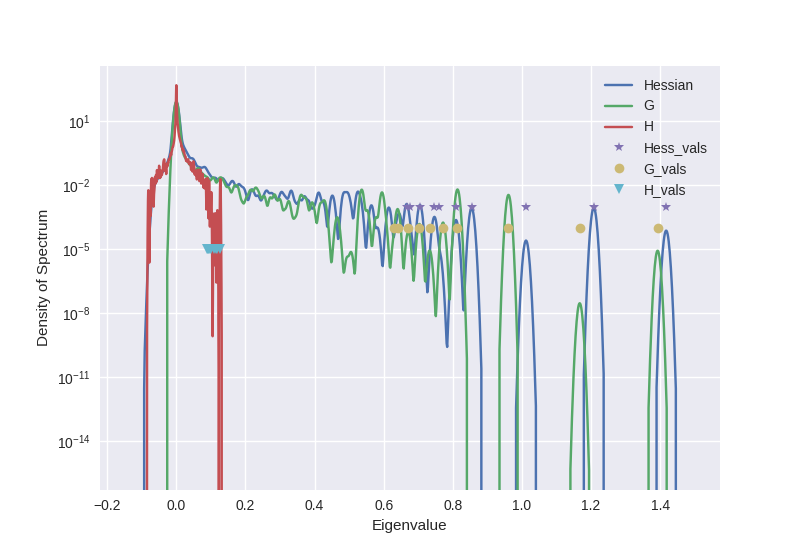 Hessian
G
H
Hess_vals
G_vals
H_vals
10^1
10^−2
10^−5
10^−8
10^−11
10^−14
Density of Spectrum
−0.2 0.0 0.2 0.4 0.6 0.8 1.0 1.2 1.4
Eigenvalue